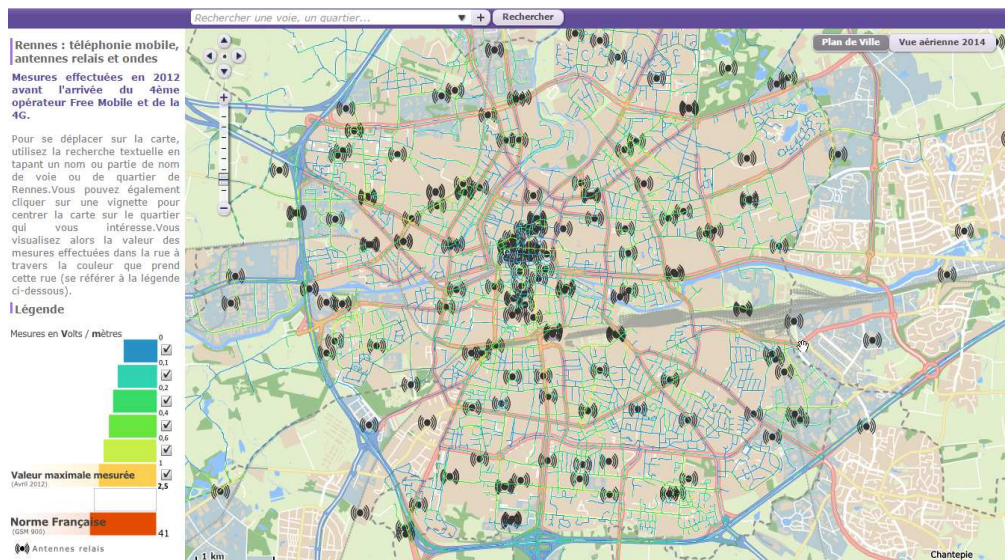 Rechercher une voie, un quartier...
+
Rechercher
Rennes : téléphonie mobile,
antennes relais et ondes
Mesures effectuées en 2012
avant l'arrivée du 4ème
opérateur Free Mobile et de la
4G.
Pour se déplacer sur la carte,
utilisez la recherche textuelle en
tapant un nom ou partie de nom
de voie ou de quartier de
Rennes.Vous pouvez également
cliquer sur une vignette pour
centrer la carte sur le quartier
qui vous intéresse.Vous
visualisez alors la valeur des
mesures effectuées dans la rue à
travers la couleur que prend
cette rue (se référer à la légende
ci-dessous).
Légende
Mesures en Volts / mètres
0
0,1
0,2
0,4
0,6
1
Valeur maximale mesurée
(Avril 2012)
2,5
Norme Française
(GSM 900)
41
Antennes relais
Plan de Ville
Vue aérienne 2014
1 km
Chantepie